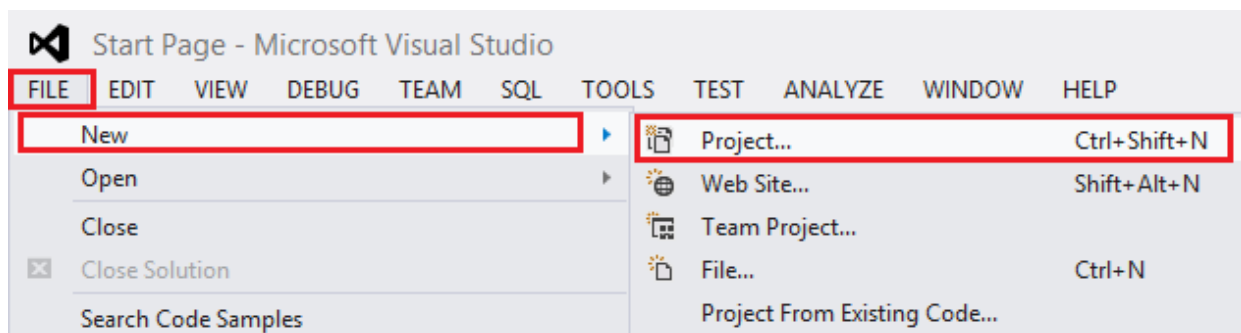 Start Page - Microsoft Visual Studio
FILE EDIT VIEW DEBUG TEAM SQL TOOLS TEST ANALYZE WINDOW HELP
New Project... Ctrl+Shift+N
Open Web Site... Shift+Alt+N
Close Team Project...
Close Solution File... Ctrl+N
Search Code Samples Project From Existing Code...